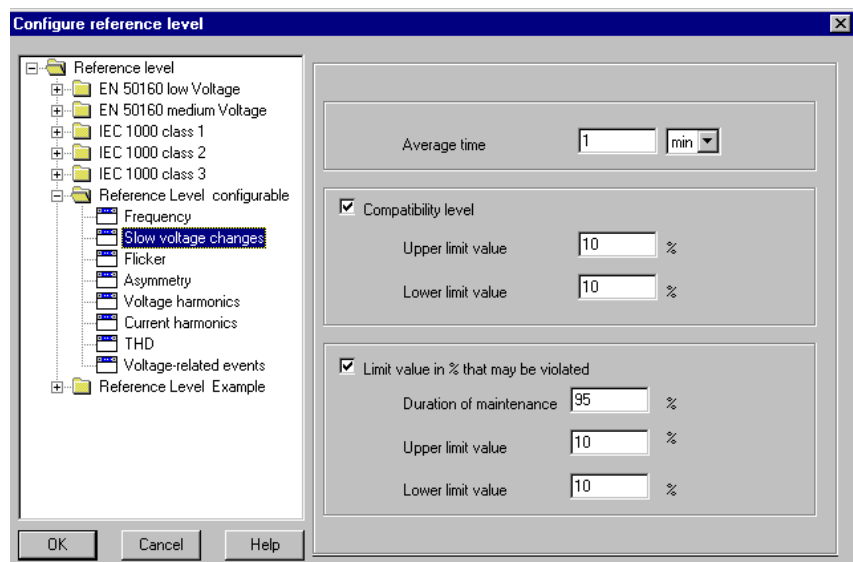 Configure reference level
Reference level
EN 50160 low Voltage
EN 50160 medium Voltage
IEC 1000 class 1
IEC 1000 class 2
IEC 1000 class 3
Reference Level configurable
Frequency
Slow voltage changes
Flicker
Asymmetry
Voltage harmonics
Current harmonics
THD
Voltage-related events
Reference Level Example
Average time 1 min
Compatibility level
Upper limit value 10 %
Lower limit value 10 %
Limit value in % that may be violated
Duration of maintenance 95 %
Upper limit value 10 %
Lower limit value 10 %
OK Cancel Help